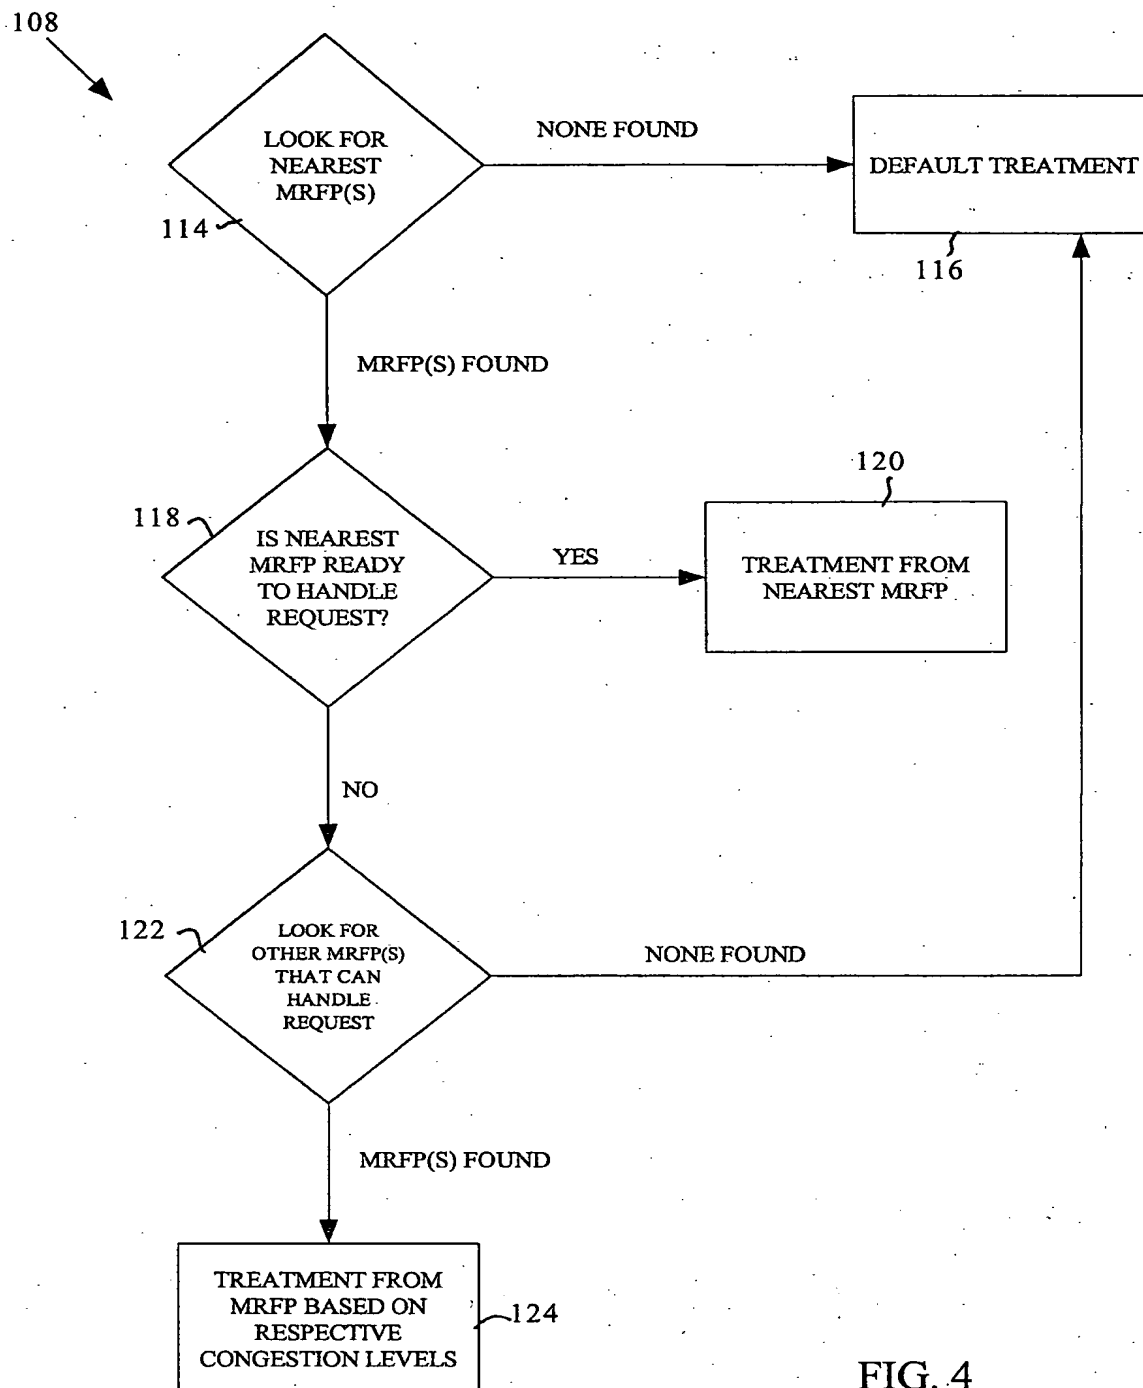 108
LOOK FOR
NEAREST
MRFP(S)
114
NONE FOUND
DEFAULT TREATMENT
116
MRFP(S) FOUND
118
IS NEAREST
MRFP READY
TO HANDLE
REQUEST?
YES
120
TREATMENT FROM
NEAREST MRFP
NO
122
LOOK FOR
OTHER MRFP(S)
THAT CAN
HANDLE
REQUEST
NONE FOUND
MRFP(S) FOUND
TREATMENT FROM
MRFP BASED ON
RESPECTIVE
CONGESTION LEVELS
124
FIG. 4